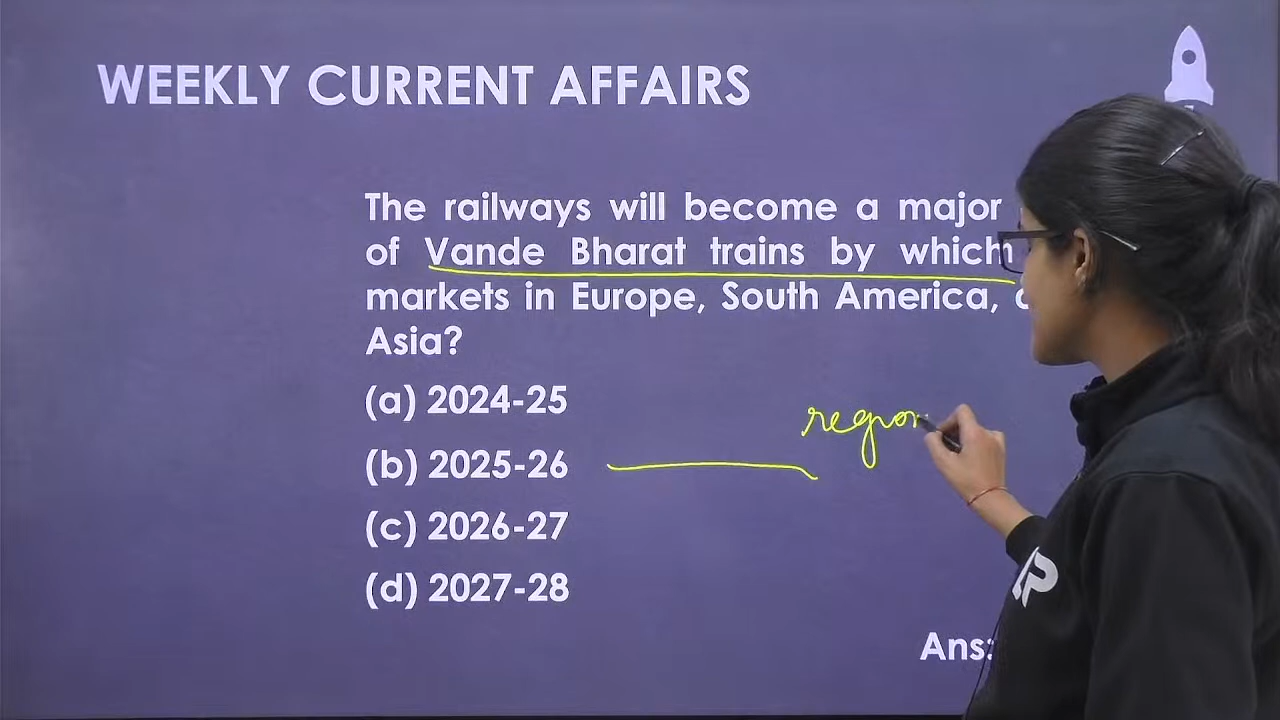 WEEKLY CURRENT AFFAIRS
The railways will become a major
of Vande Bharat trains by which
markets in Europe, South America,
Asia?
(a) 2024-25
region
(b) 2025-26
(c) 2026-27
(d) 2027-28
Ans: